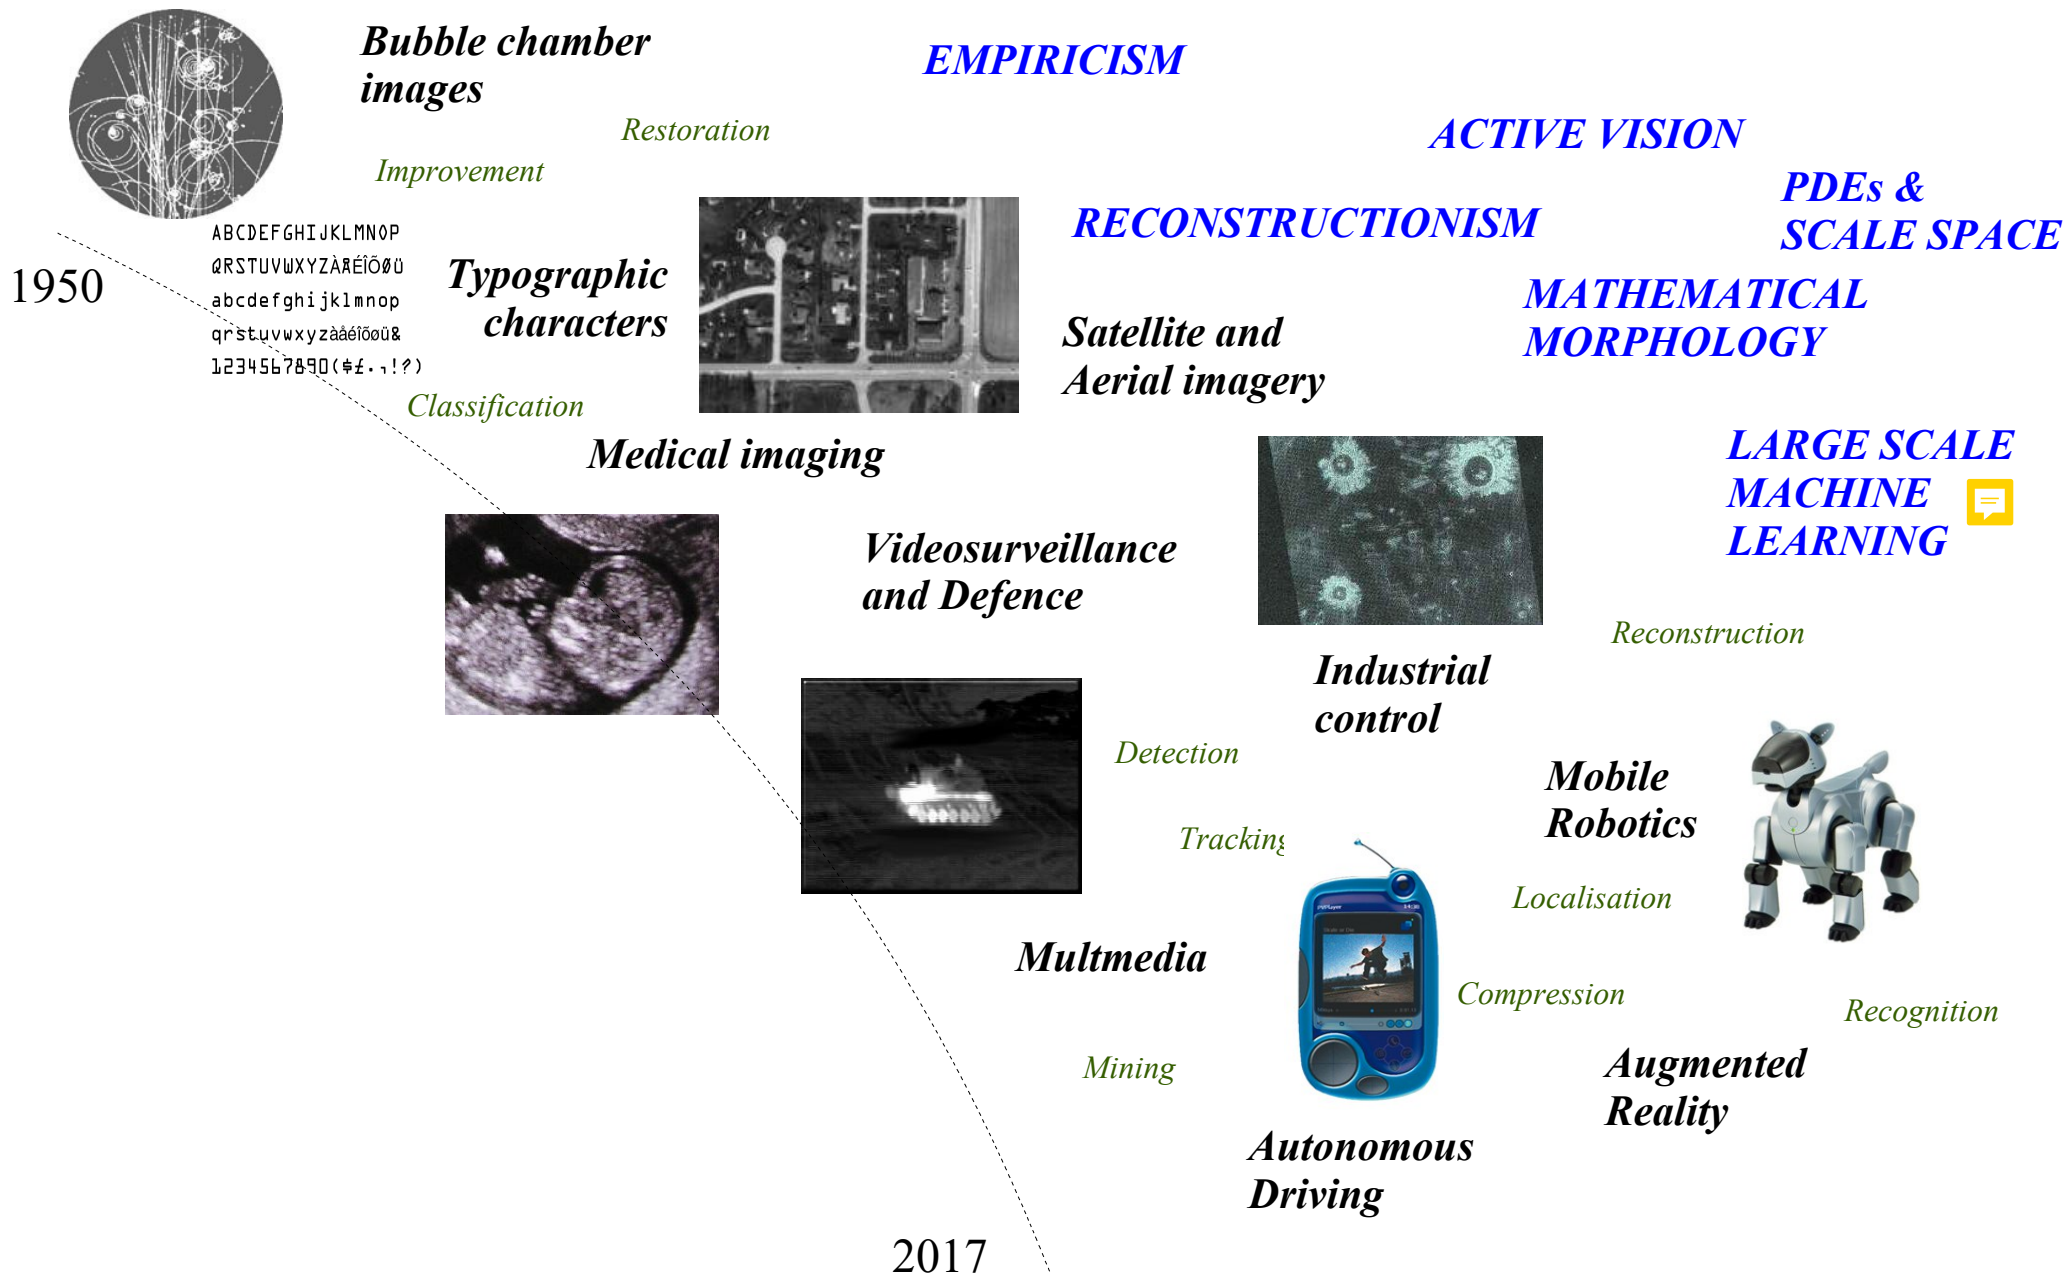 Bubble chamber
images
EMPIRICISM
Restoration
ACTIVE VISION
Improvement
PDEs &
SCALE SPACE
RECONSTRUCTIONISM
ABCDEFGHIJKLMNOP
QRSTUVWXYZÀÅÉÎÕØÜ
abcdefghijklmnop
qrstuvwxyzàåéîõøü&
1234567890($£.,!?)
1950
Typographic
characters
MATHEMATICAL
MORPHOLOGY
Satellite and
Aerial imagery
Classification
Medical imaging
LARGE SCALE
MACHINE
LEARNING
Videosurveillance
and Defence
Reconstruction
Industrial
control
Detection
Mobile
Robotics
Tracking
Localisation
Multmedia
Compression
Recognition
Mining
Augmented
Reality
Autonomous
Driving
2017